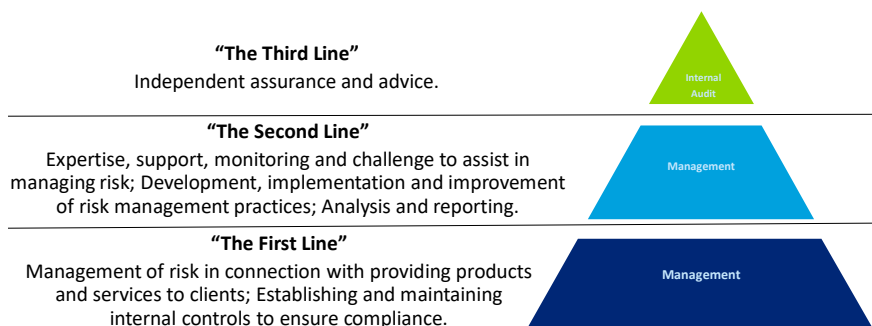 “The Third Line”
Independent assurance and advice.
Internal
Audit
“The Second Line”
Expertise, support, monitoring and challenge to assist in
managing risk; Development, implementation and improvement
of risk management practices; Analysis and reporting.
Management
“The First Line”
Management of risk in connection with providing products
and services to clients; Establishing and maintaining
internal controls to ensure compliance.
Management